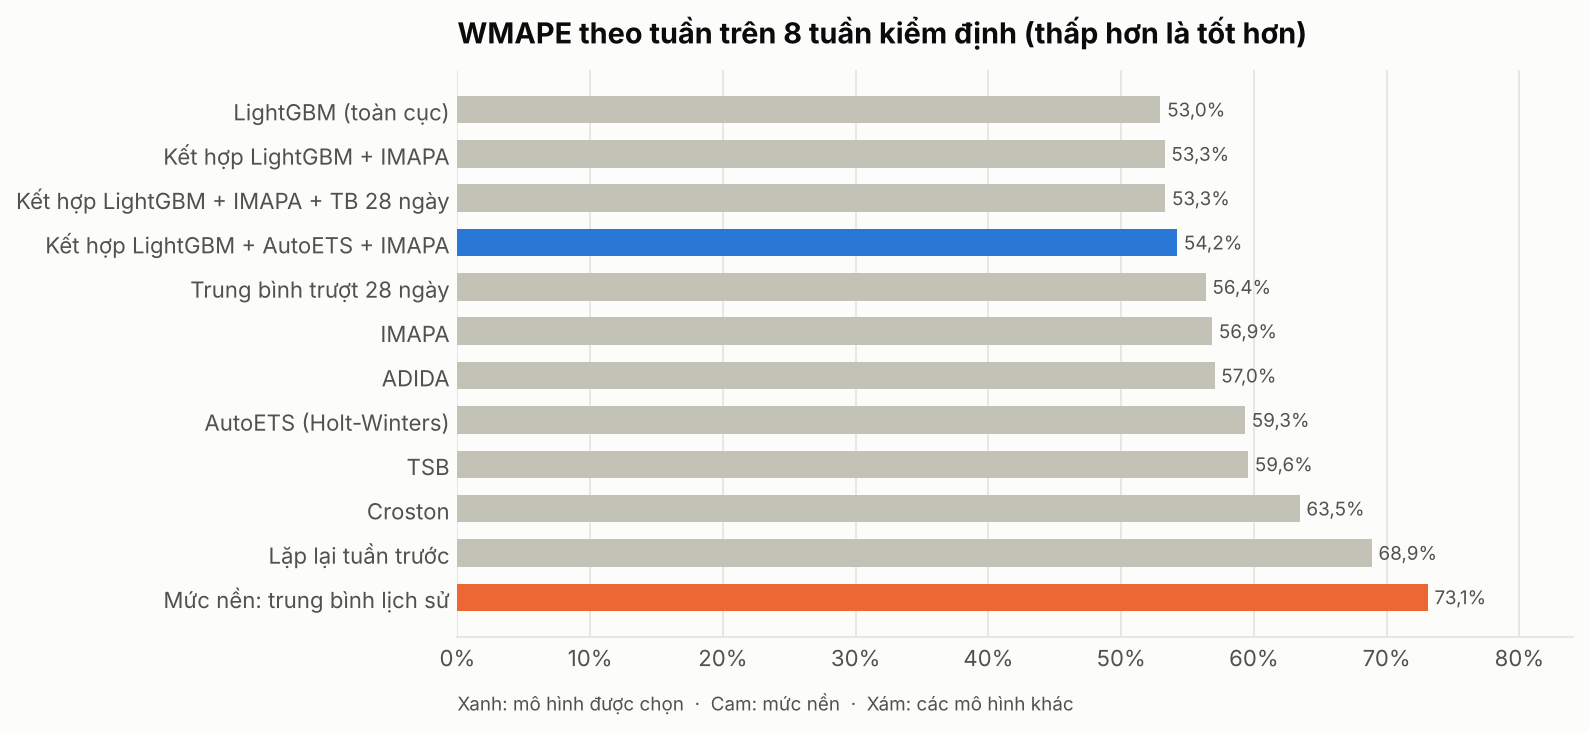 WMAPE theo tuần trên 8 tuần kiểm định (thấp hơn là tốt hơn)
LightGBM (toàn cục) 53,0%
Kết hợp LightGBM + IMAPA 53,3%
Kết hợp LightGBM + IMAPA + TB 28 ngày 53,3%
Kết hợp LightGBM + AutoETS + IMAPA 54,2%
Trung bình trượt 28 ngày 56,4%
IMAPA 56,9%
ADIDA 57,0%
AutoETS (Holt-Winters) 59,3%
TSB 59,6%
Croston 63,5%
Lặp lại tuần trước 68,9%
Mức nền: trung bình lịch sử 73,1%
0% 10% 20% 30% 40% 50% 60% 70% 80%
Xanh: mô hình được chọn · Cam: mức nền · Xám: các mô hình khác